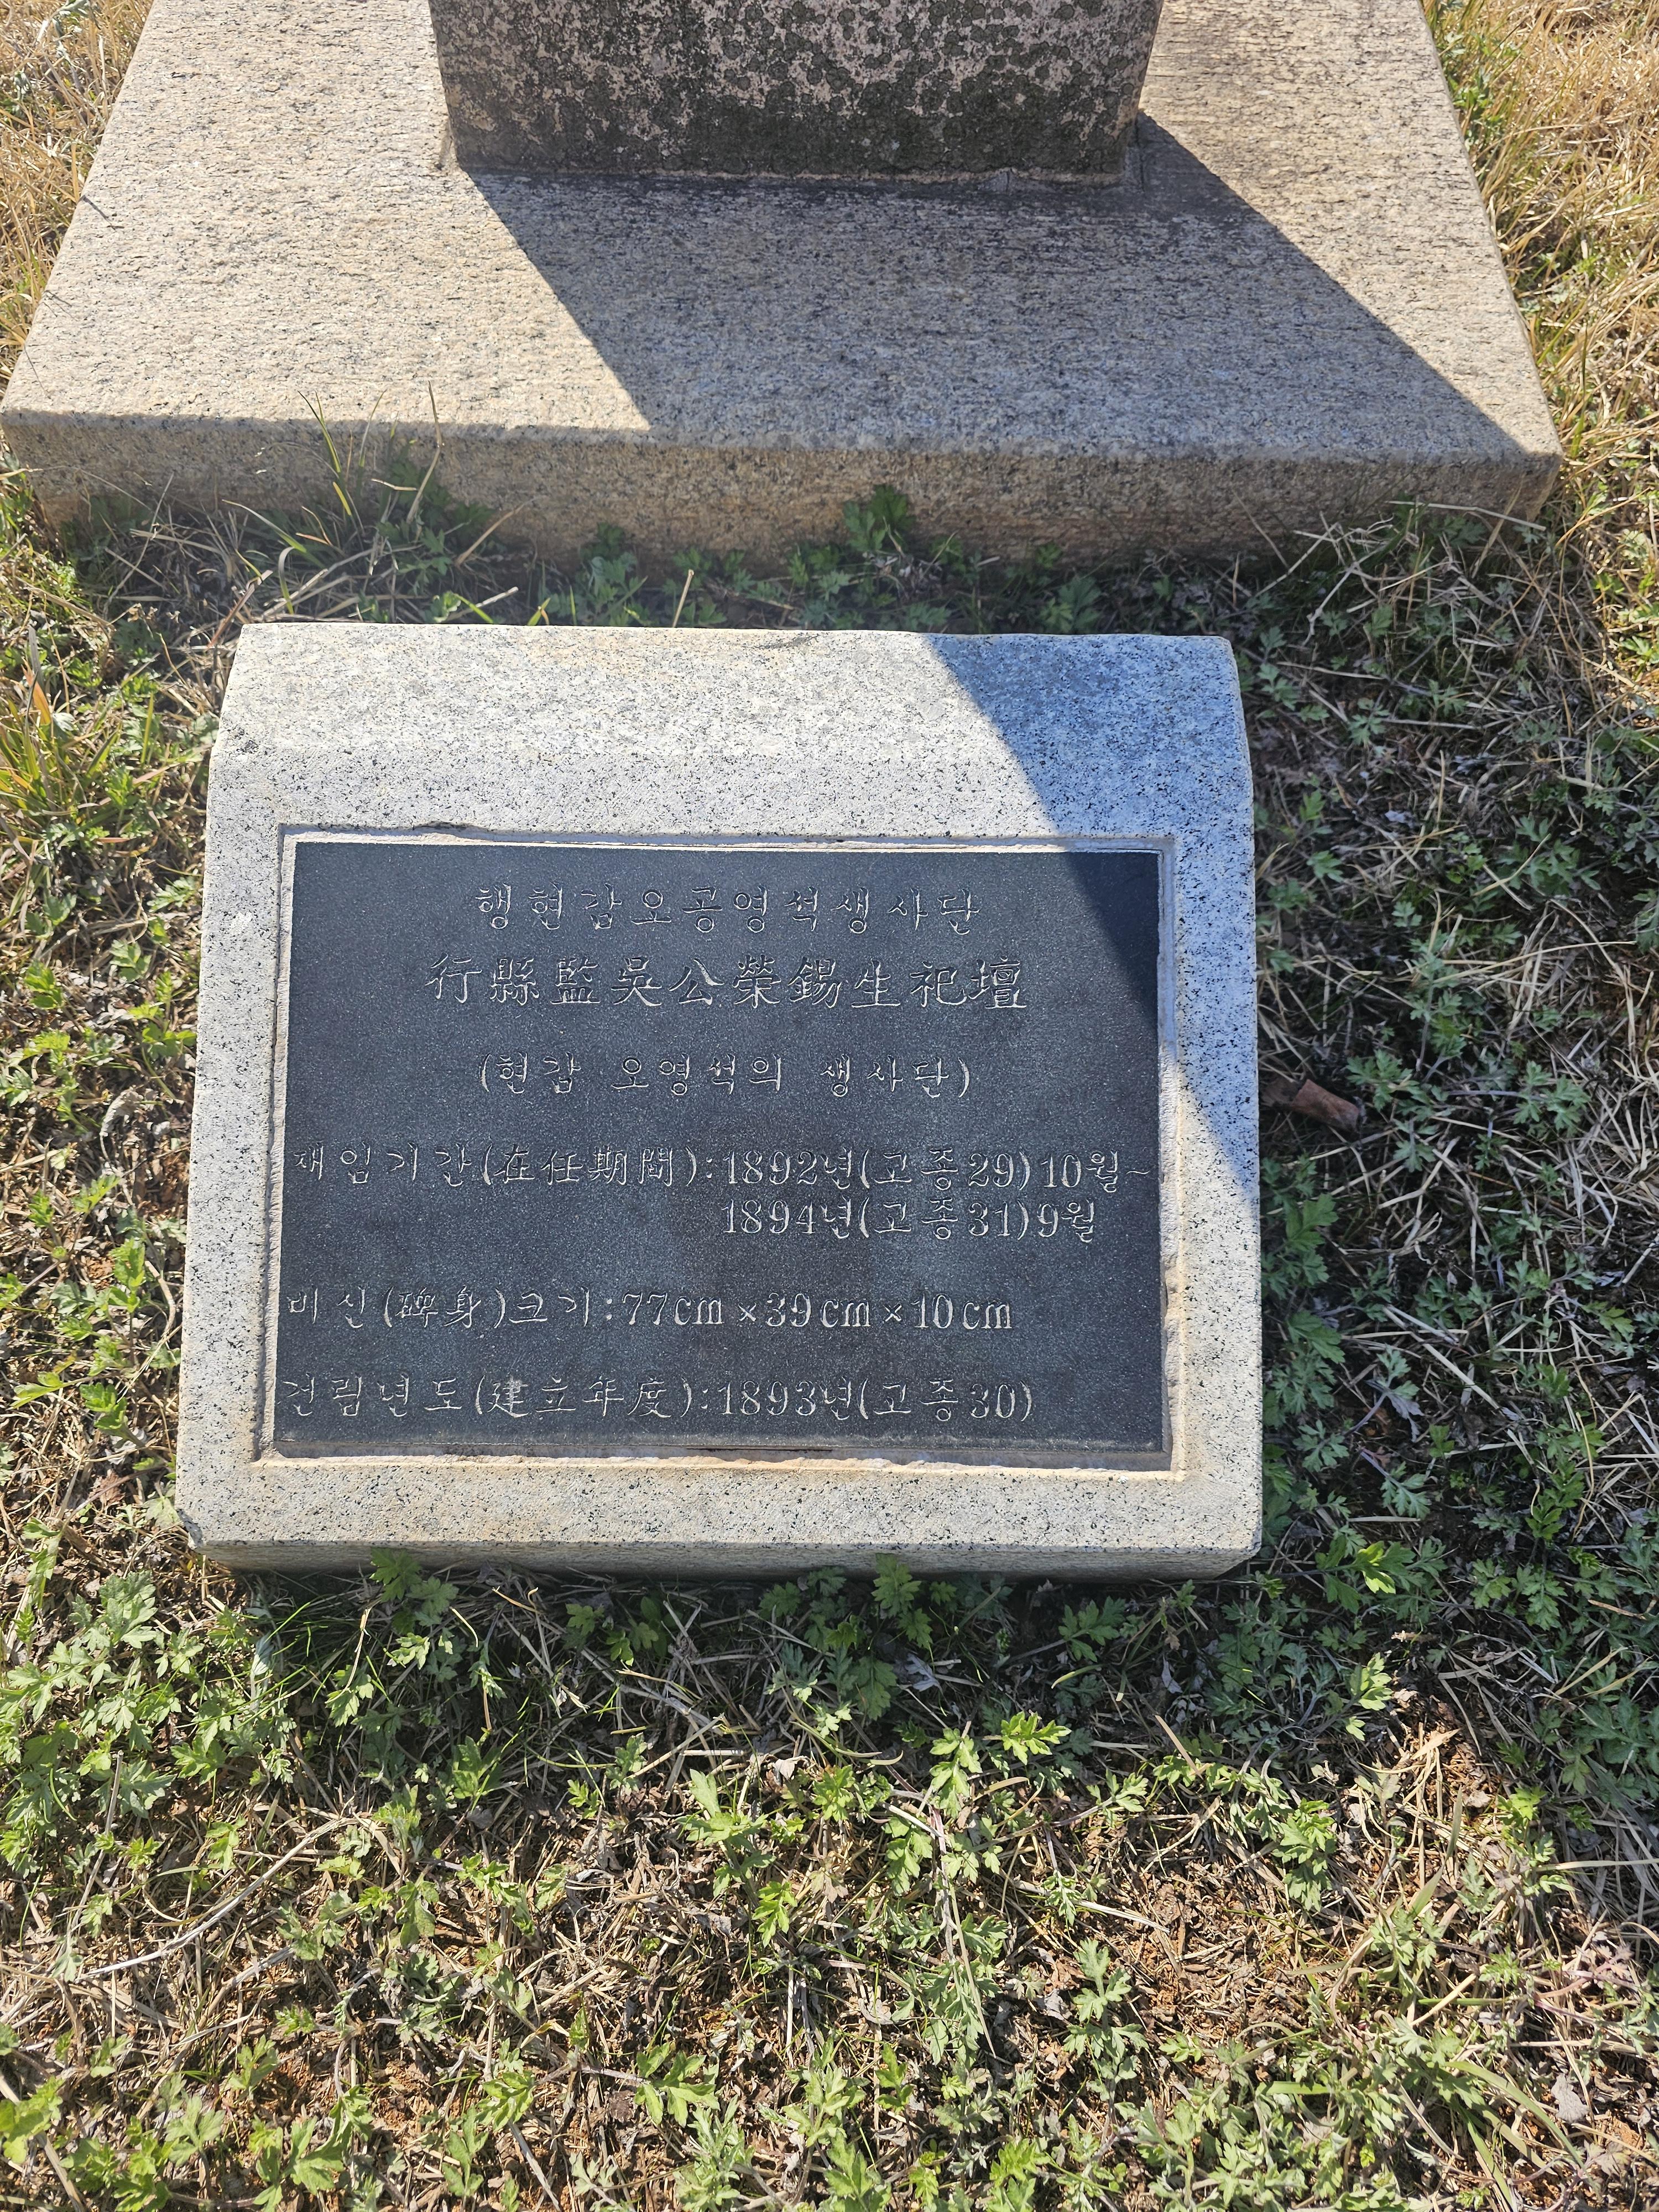 행현감오공영석생사단
行縣監吳公榮錫生祀壇
(현감 오영석의 생사단)
재임기간(在任期間):1892년(고종29)10월~
1894년(고종31)9월
비신(碑身)크기:77cm×39cm×10cm
건립년도(建立年度):1893년(고종30)